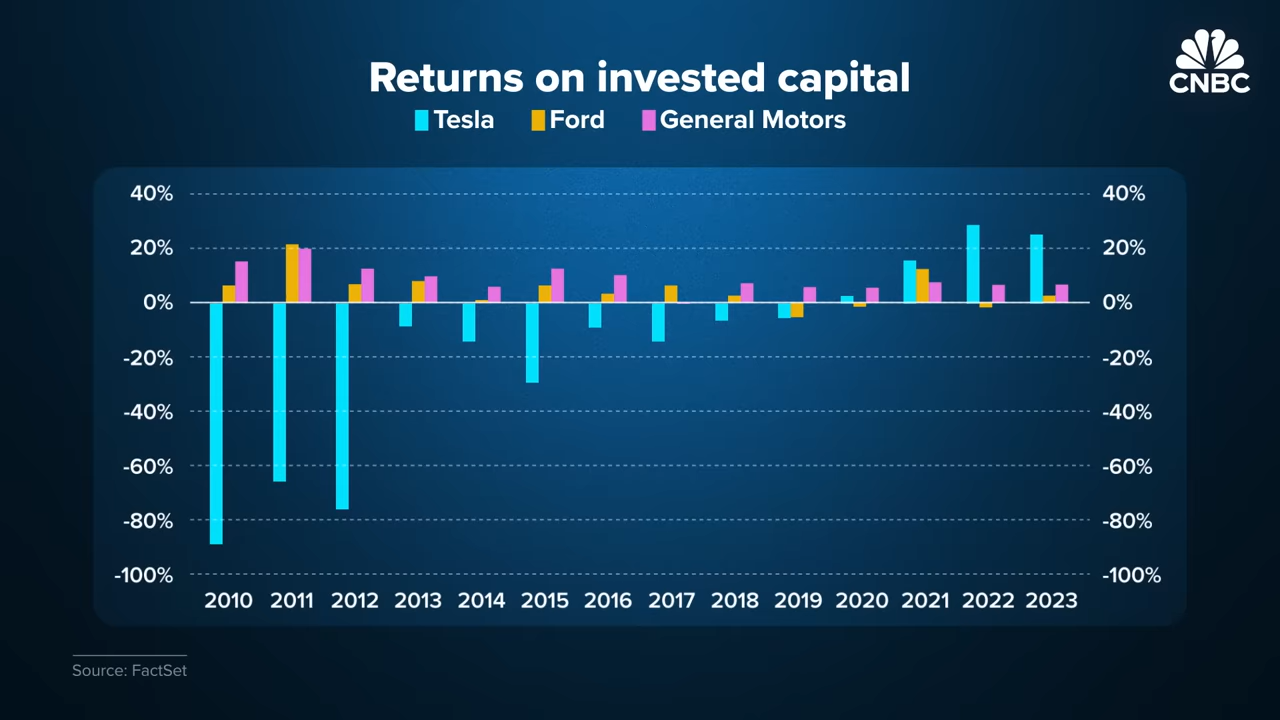 CNBC
Returns on invested capital
Tesla Ford General Motors
40% 40%
20% 20%
0% 0%
-20% -20%
-40% -40%
-60% -60%
-80% -80%
-100% -100%
2010 2011 2012 2013 2014 2015 2016 2017 2018 2019 2020 2021 2022 2023
Source: FactSet